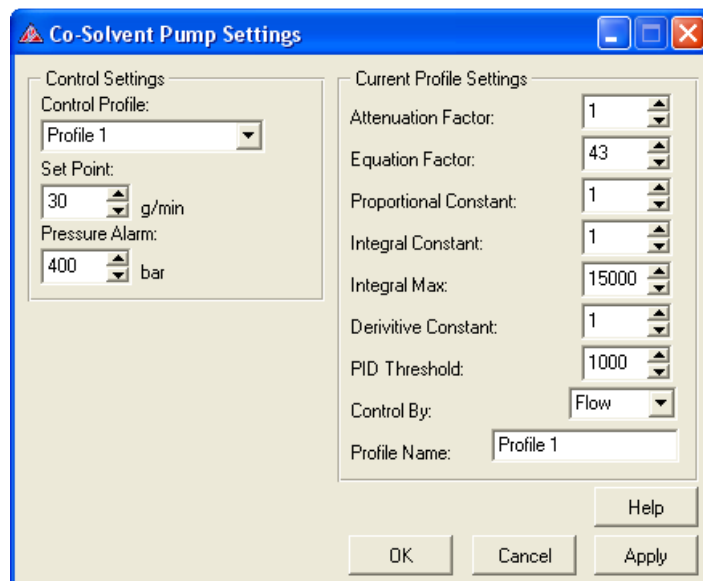 Co-Solvent Pump Settings
Control Settings
Control Profile:
Profile 1
Set Point:
30 g/min
Pressure Alarm:
400 bar
Current Profile Settings
Attenuation Factor: 1
Equation Factor: 43
Proportional Constant: 1
Integral Constant: 1
Integral Max: 15000
Derivitive Constant: 1
PID Threshold: 1000
Control By: Flow
Profile Name: Profile 1
Help
OK Cancel Apply